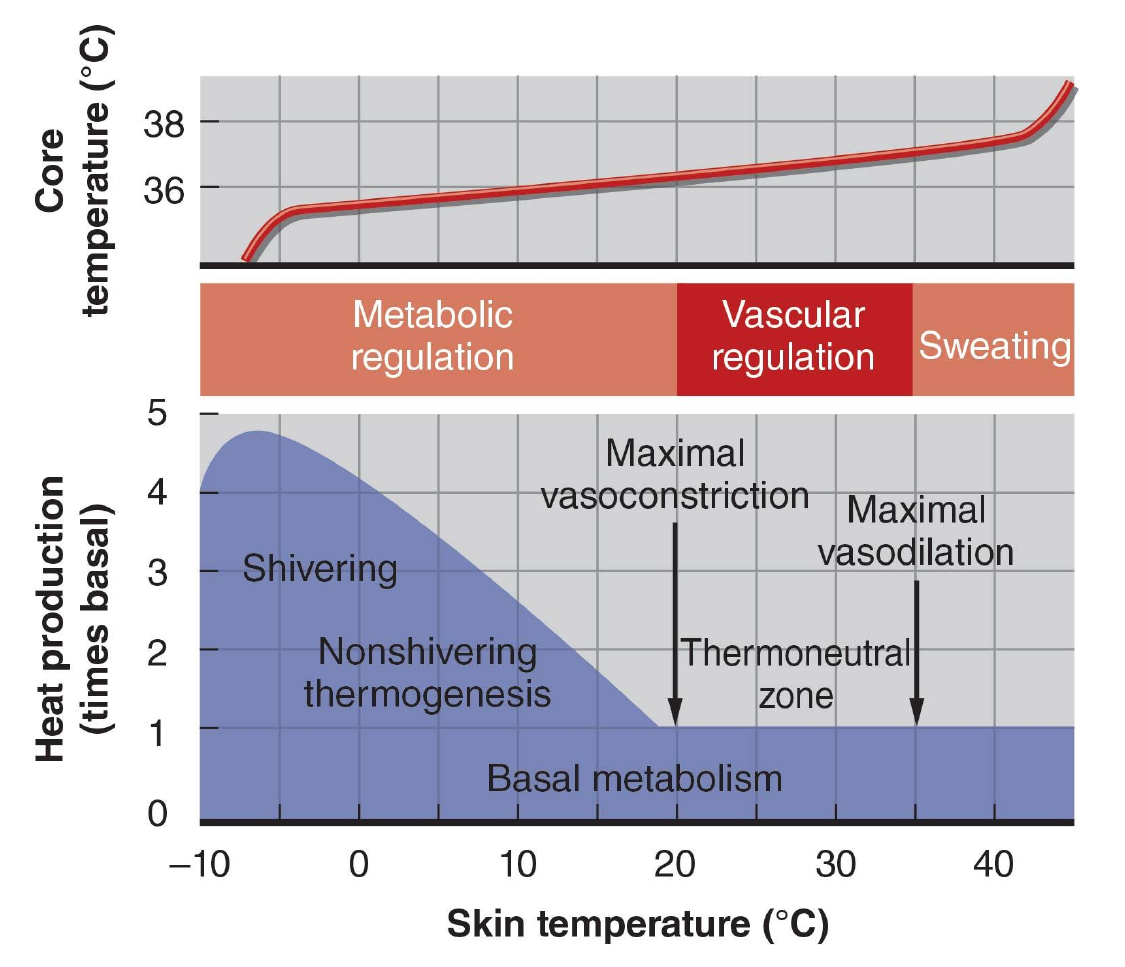 Core
temperature (°C)
38
36
Metabolic
regulation
Vascular
regulation
Sweating
Heat production
(times basal)
5
4
3
2
1
0
Maximal
vasoconstriction
Maximal
vasodilation
Shivering
Nonshivering
thermogenesis
Thermoneutral
zone
Basal metabolism
–10 0 10 20 30 40
Skin temperature (°C)